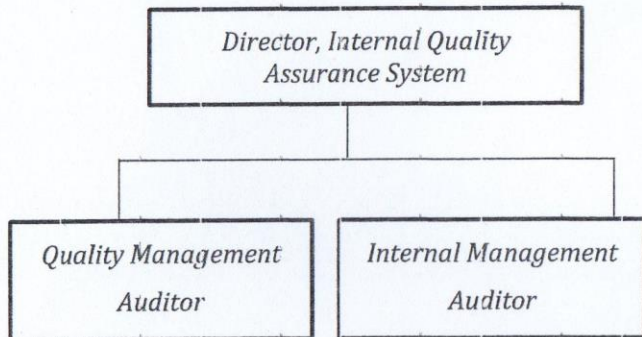 Director, Internal Quality
Assurance System
Quality Management
Auditor
Internal Management
Auditor